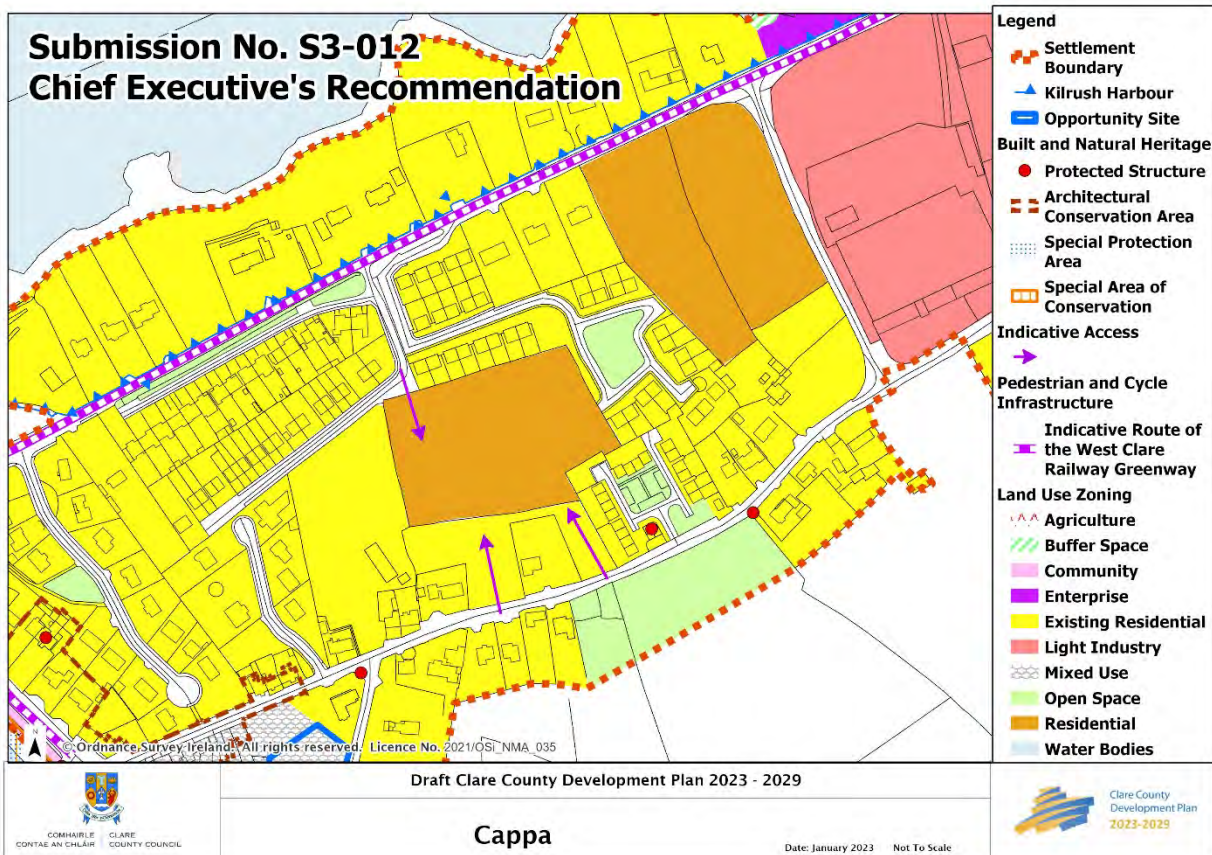 Submission No. S3-012
Chief Executive's Recommendation
©Ordnance Survey Ireland. All rights reserved. Licence No. 2021/OSi_NMA_035
N
Legend
Settlement
Boundary
Kilrush Harbour
Opportunity Site
Built and Natural Heritage
Protected Structure
Architectural
Conservation Area
Special Protection
Area
Special Area of
Conservation
Indicative Access
Pedestrian and Cycle
Infrastructure
Indicative Route of
the West Clare
Railway Greenway
Land Use Zoning
Agriculture
Buffer Space
Community
Enterprise
Existing Residential
Light Industry
Mixed Use
Open Space
Residential
Water Bodies
COMHAIRLE CLARE
CONTAE AN CHLÁIR COUNTY COUNCIL
Draft Clare County Development Plan 2023 - 2029
Cappa
Date: January 2023 Not To Scale
Clare County
Development Plan
2023-2029